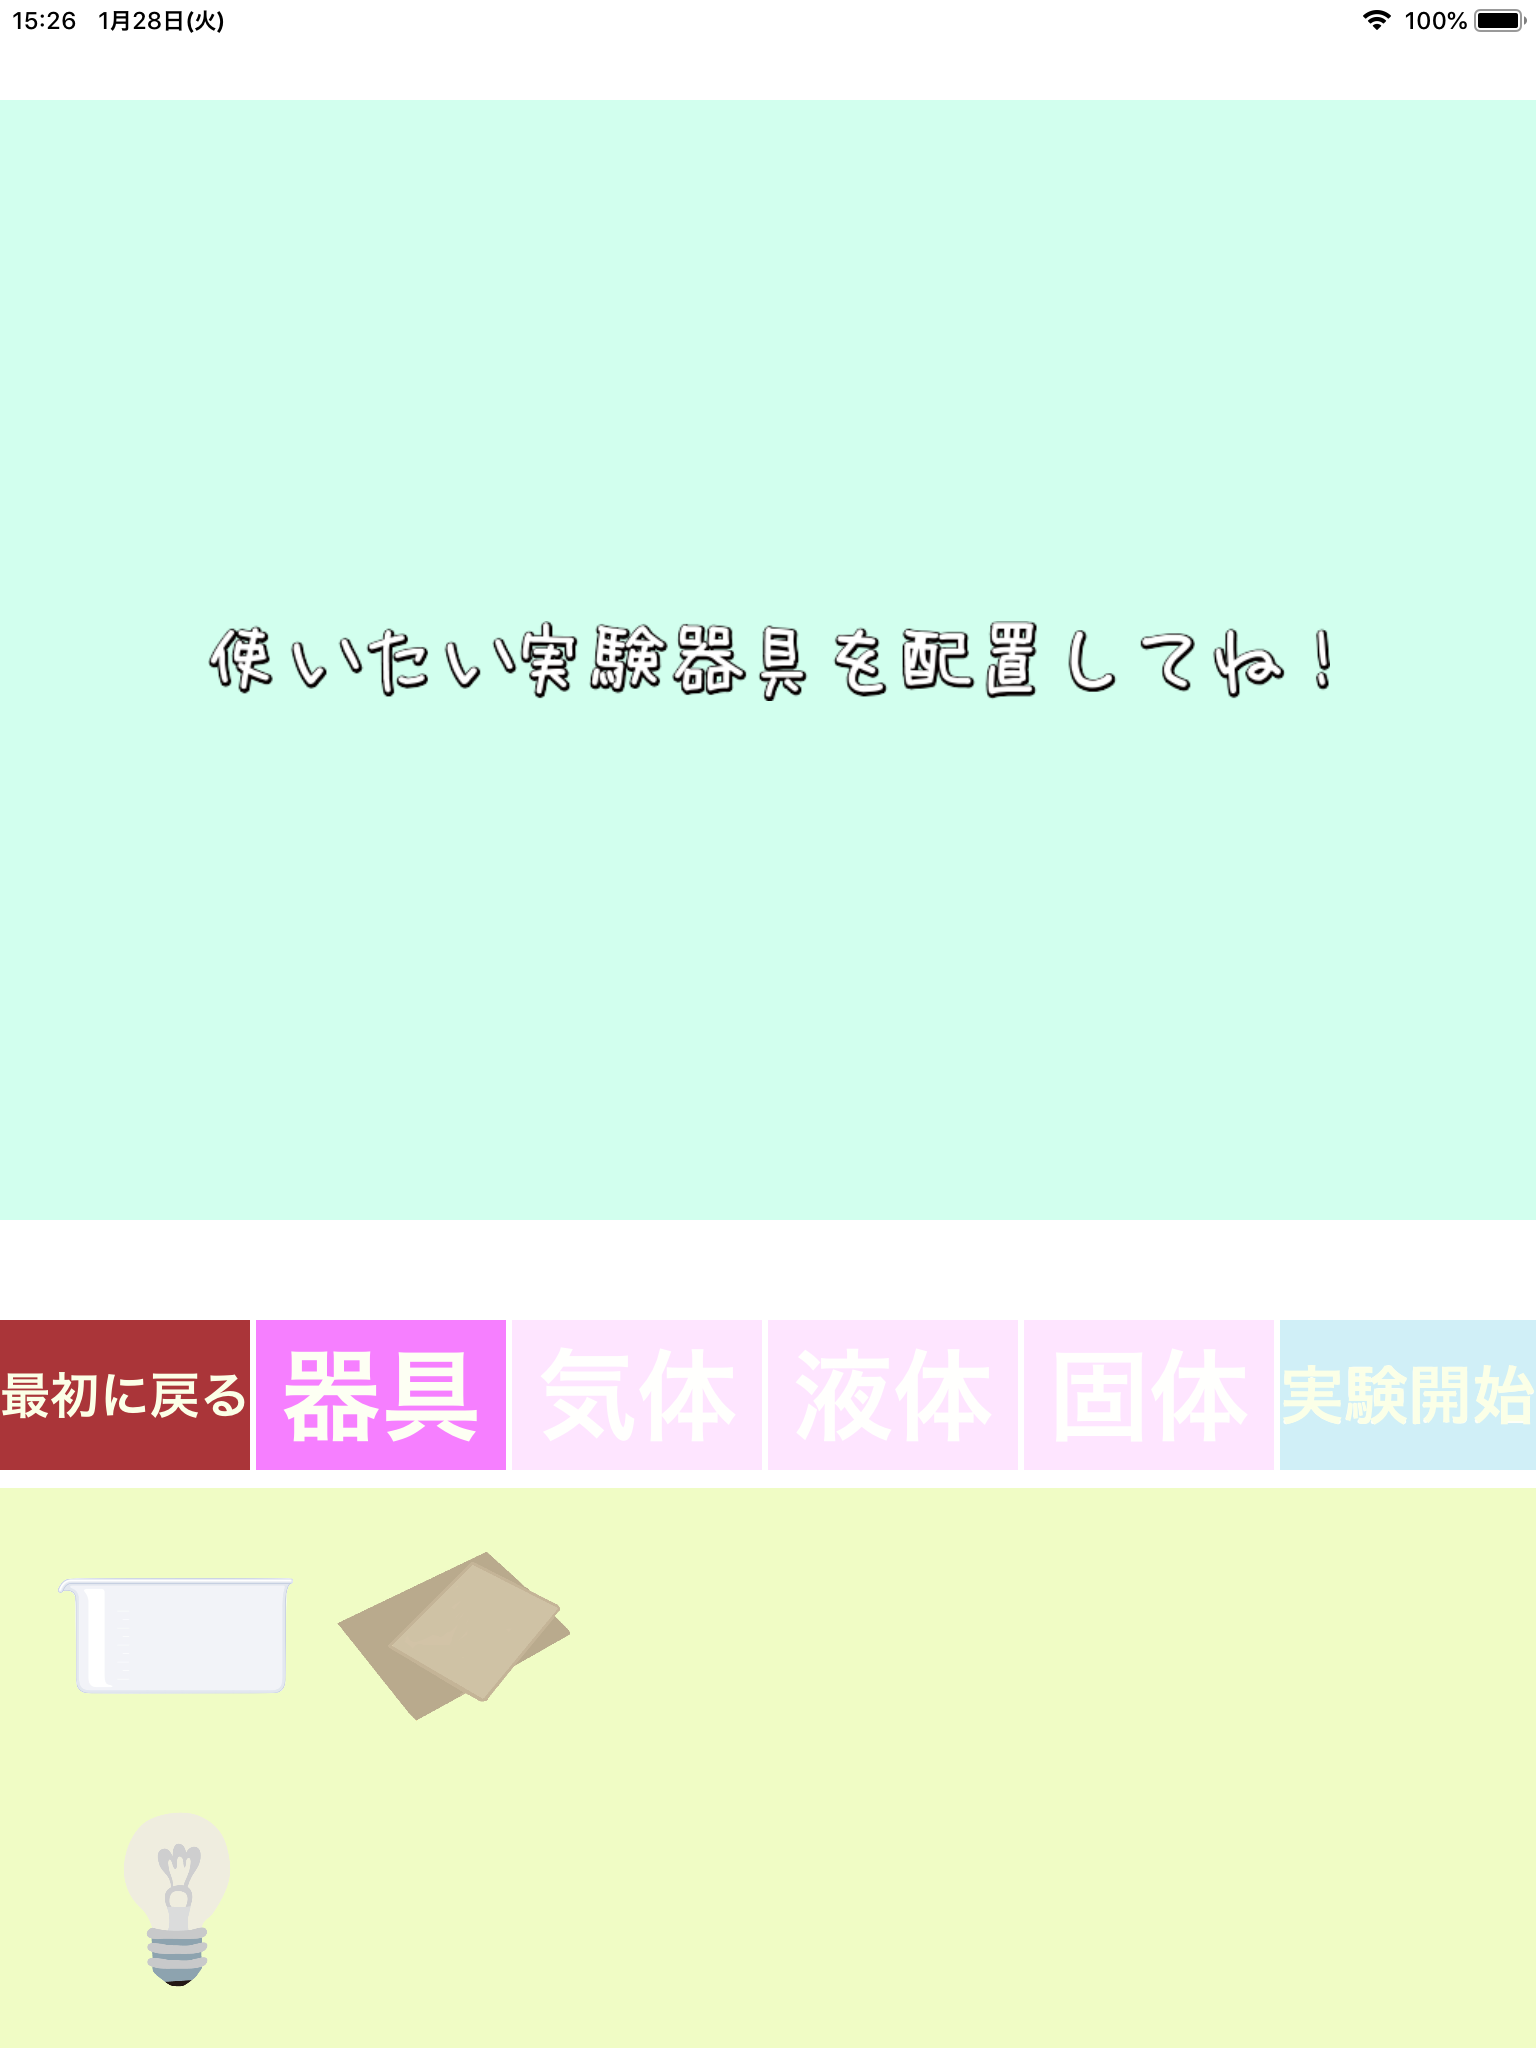 15:26 1月28日(火) 100%
使いたい実験器具を配置してね！
最初に戻る 器具 気体 液体 固体 実験開始